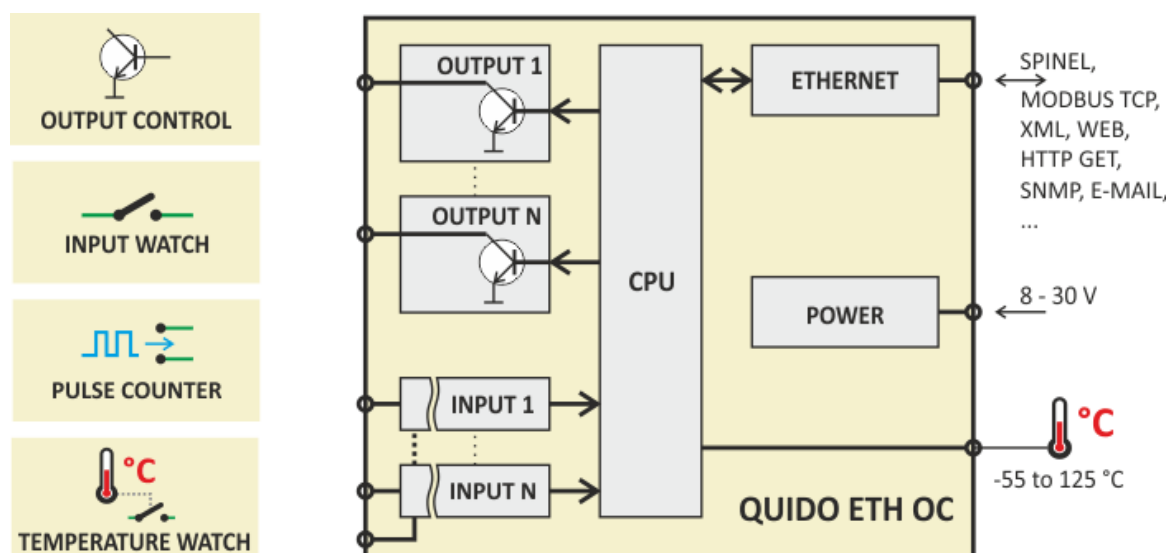 OUTPUT CONTROL
INPUT WATCH
PULSE COUNTER
°C
TEMPERATURE WATCH
OUTPUT 1
OUTPUT N
INPUT 1
INPUT N
CPU
ETHERNET
POWER
QUIDO ETH OC
SPINEL,
MODBUS TCP,
XML, WEB,
HTTP GET,
SNMP, E-MAIL,
...
8 - 30 V
°C
-55 to 125 °C